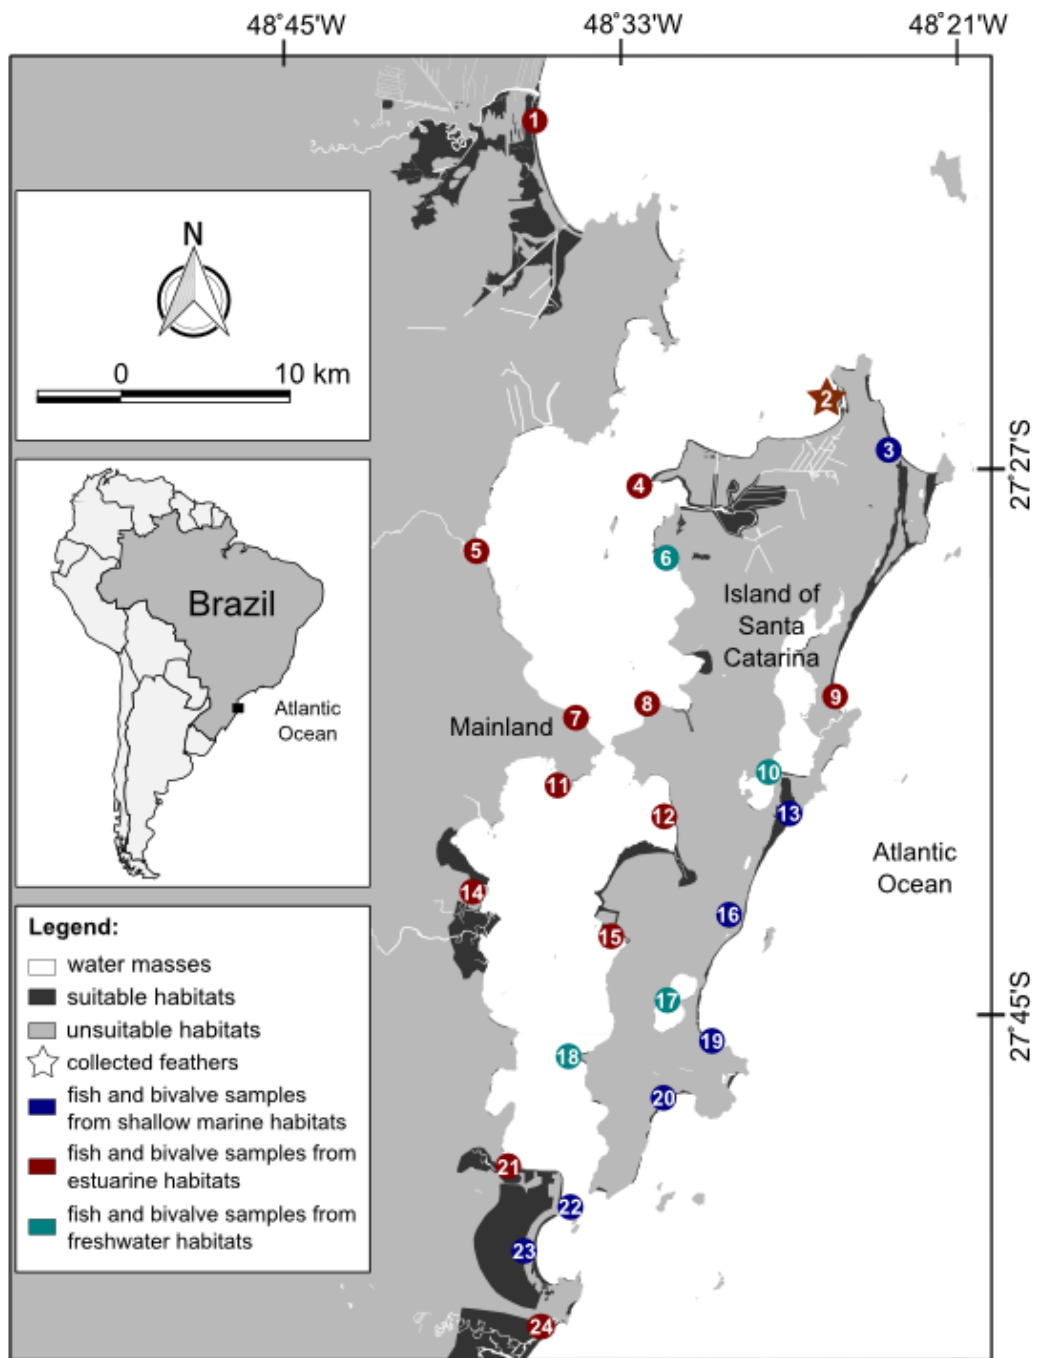 48°45'W
48°33'W
48°21'W
1
N
0
10 km
2
3
27°27'S
4
5
6
Brazil
Atlantic
Ocean
Island of
Santa
Catarina
Mainland
7
8
9
10
11
12
13
Atlantic
Ocean
14
15
16
17
18
19
27°45'S
20
21
22
23
24
Legend:
water masses
suitable habitats
unsuitable habitats
collected feathers
fish and bivalve samples
from shallow marine habitats
fish and bivalve samples from
estuarine habitats
fish and bivalve samples from
freshwater habitats